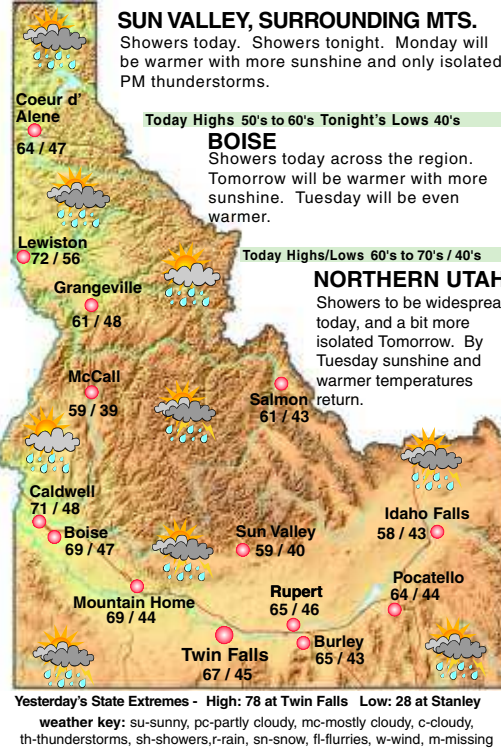 SUN VALLEY, SURROUNDING MTS.
Showers today.  Showers tonight.  Monday will
be warmer with more sunshine and only isolated
PM thunderstorms.
Today Highs 50's to 60's Tonight's Lows 40's
BOISE
Showers today across the region.
Tomorrow will be warmer with more
sunshine.  Tuesday will be even
warmer.
Today Highs/Lows 60's to 70's / 40's
NORTHERN UTAH
Showers to be widesprea
today, and a bit more
isolated Tomorrow.  By
Tuesday sunshine and
warmer temperatures
return.
Coeur d'
Alene
64 / 47
Lewiston
72 / 56
Grangeville
61 / 48
McCall
59 / 39
Salmon
61 / 43
Caldwell
71 / 48
Boise
69 / 47
Sun Valley
59 / 40
Idaho Falls
58 / 43
Mountain Home
69 / 44
Rupert
65 / 46
Pocatello
64 / 44
Twin Falls
67 / 45
Burley
65 / 43
Yesterday's State Extremes -  High: 78 at Twin Falls   Low: 28 at Stanley
weather key: su-sunny, pc-partly cloudy, mc-mostly cloudy, c-cloudy,
th-thunderstorms, sh-showers,r-rain, sn-snow, fl-flurries, w-wind, m-missing